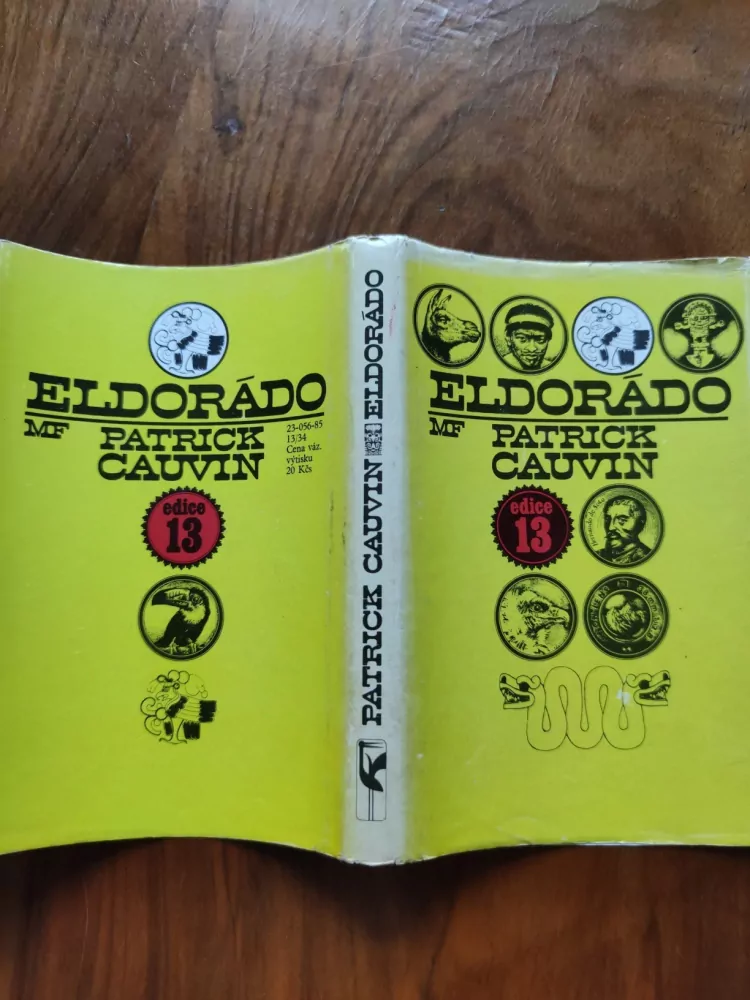 ELDORÁDO
MF PATRICK
CAUVIN
23-056-85
13/34
Cena váz.
výtisku
20 Kčs
edice
13
PATRICK CAUVIN ELDORÁDO
ELDORÁDO
MF PATRICK
CAUVIN
edice
13